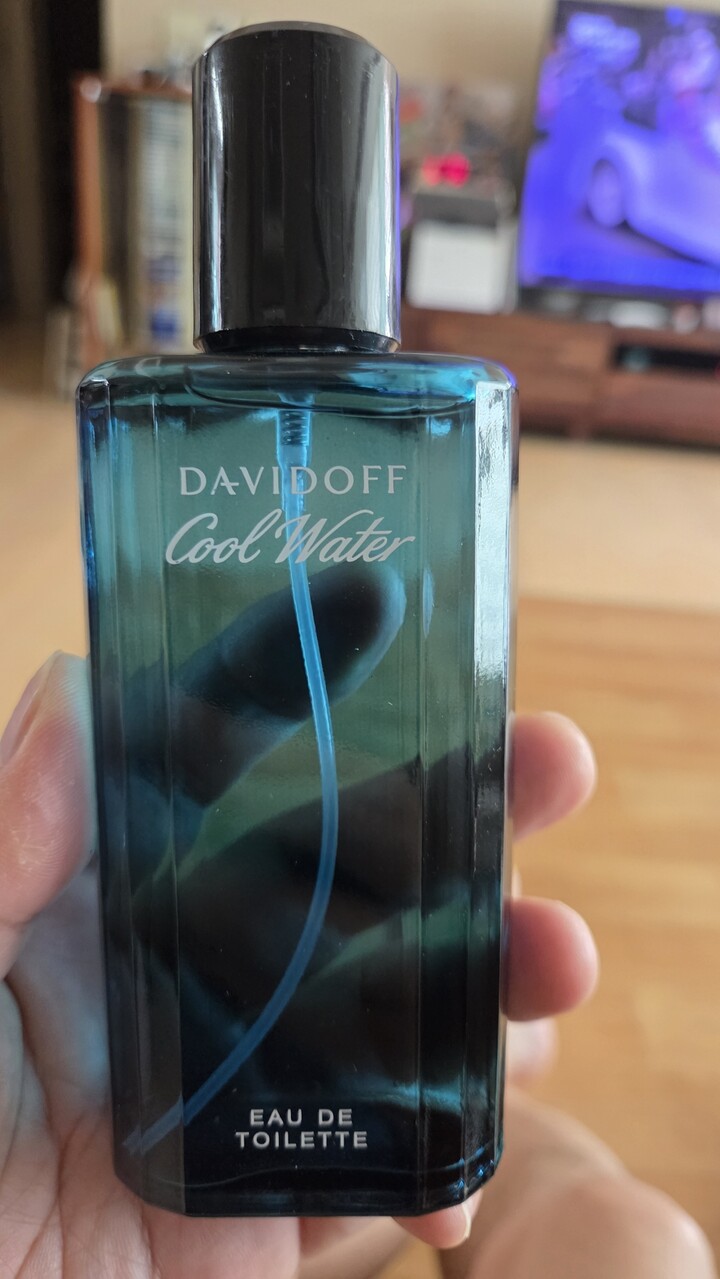 DAVIDOFF
Cool Water
EAU DE
TOILETTE